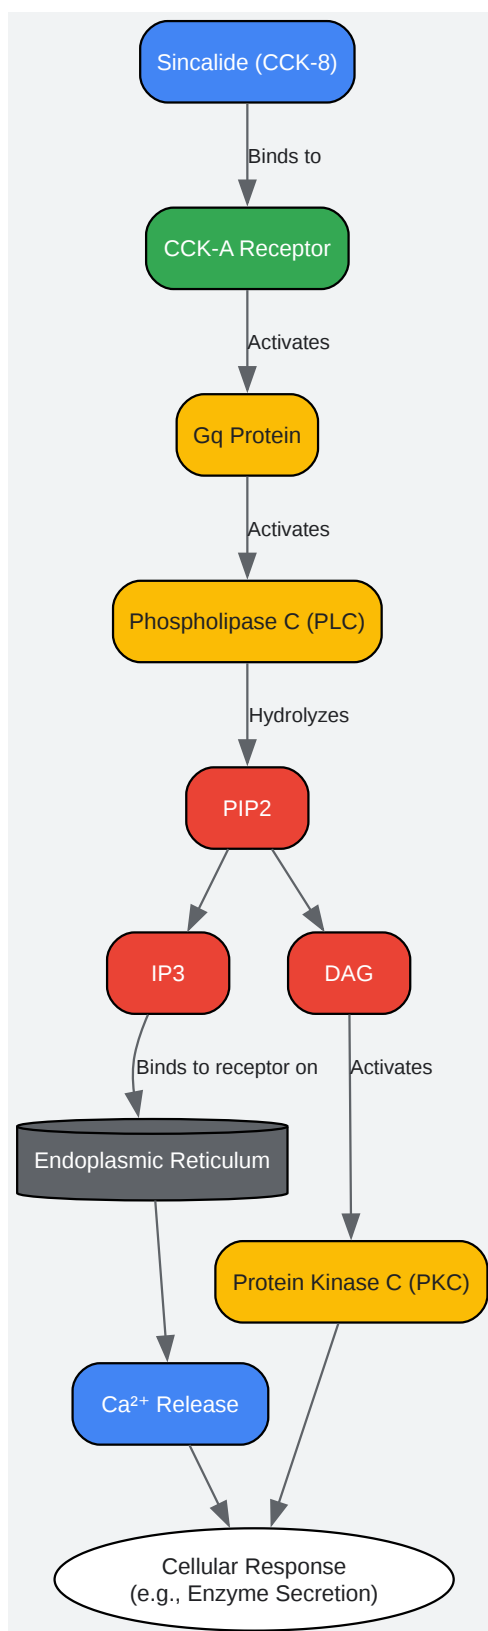 Sincalide (CCK-8)
Binds to
CCK-A Receptor
Activates
Gq Protein
Activates
Phospholipase C (PLC)
Hydrolyzes
PIP2
IP3
DAG
Binds to receptor on
Activates
Endoplasmic Reticulum
Protein Kinase C (PKC)
Ca²⁺ Release
Cellular Response
(e.g., Enzyme Secretion)